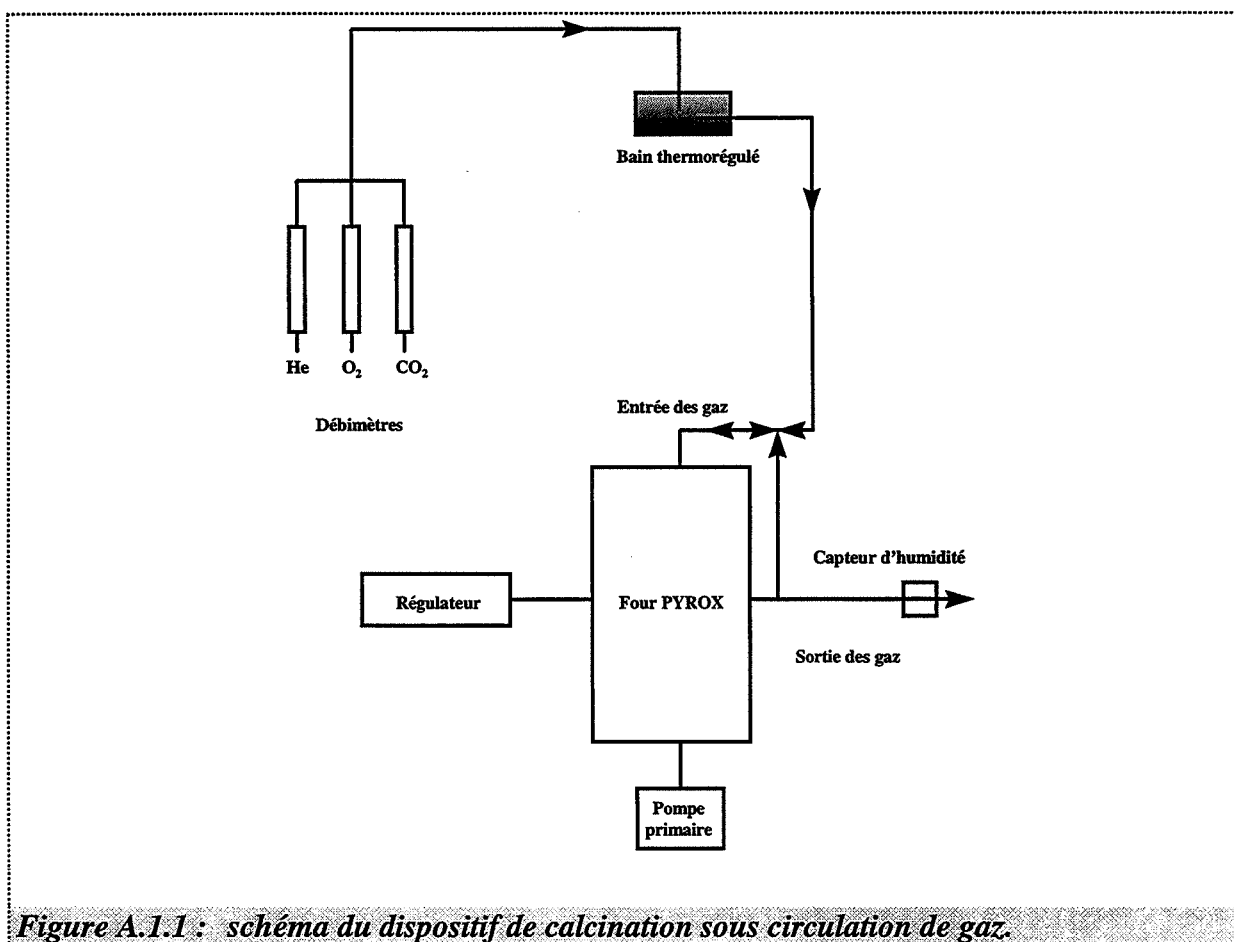 Bain thermorégulé
He O₂ CO₂
Débimètres
Entrée des gaz
Capteur d'humidité
Régulateur
Four PYROX
Sortie des gaz
Pompe
primaire
Figure A.1.1 : schéma du dispositif de calcination sous circulation de gaz.